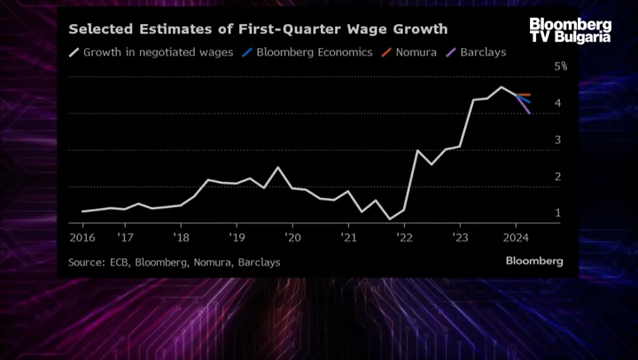 Selected Estimates of First-Quarter Wage Growth
Bloomberg
TV Bulgaria
Growth in negotiated wages Bloomberg Economics Nomura Barclays
5%
4
3
2
1
2016 '17 '18 '19 '20 '21 '22 '23 2024
Source: ECB, Bloomberg, Nomura, Barclays
Bloomberg